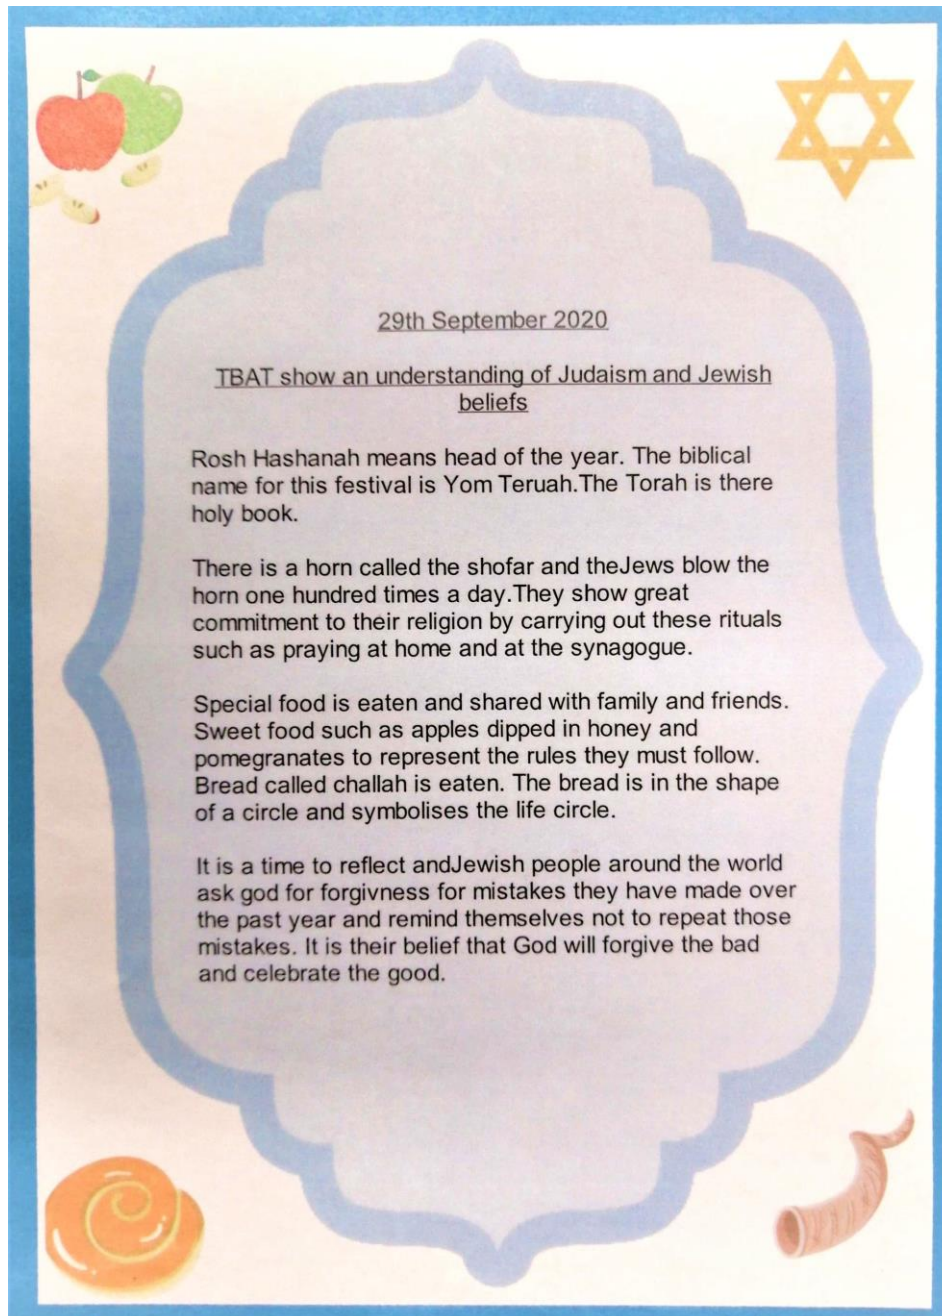 29th September 2020
TBAT show an understanding of Judaism and Jewish
beliefs
Rosh Hashanah means head of the year. The biblical
name for this festival is Yom Teruah.The Torah is there
holy book.
There is a horn called the shofar and theJews blow the
horn one hundred times a day.They show great
commitment to their religion by carrying out these rituals
such as praying at home and at the synagogue.
Special food is eaten and shared with family and friends.
Sweet food such as apples dipped in honey and
pomegranates to represent the rules they must follow.
Bread called challah is eaten. The bread is in the shape
of a circle and symbolises the life circle.
It is a time to reflect andJewish people around the world
ask god for forgivness for mistakes they have made over
the past year and remind themselves not to repeat those
mistakes. It is their belief that God will forgive the bad
and celebrate the good.